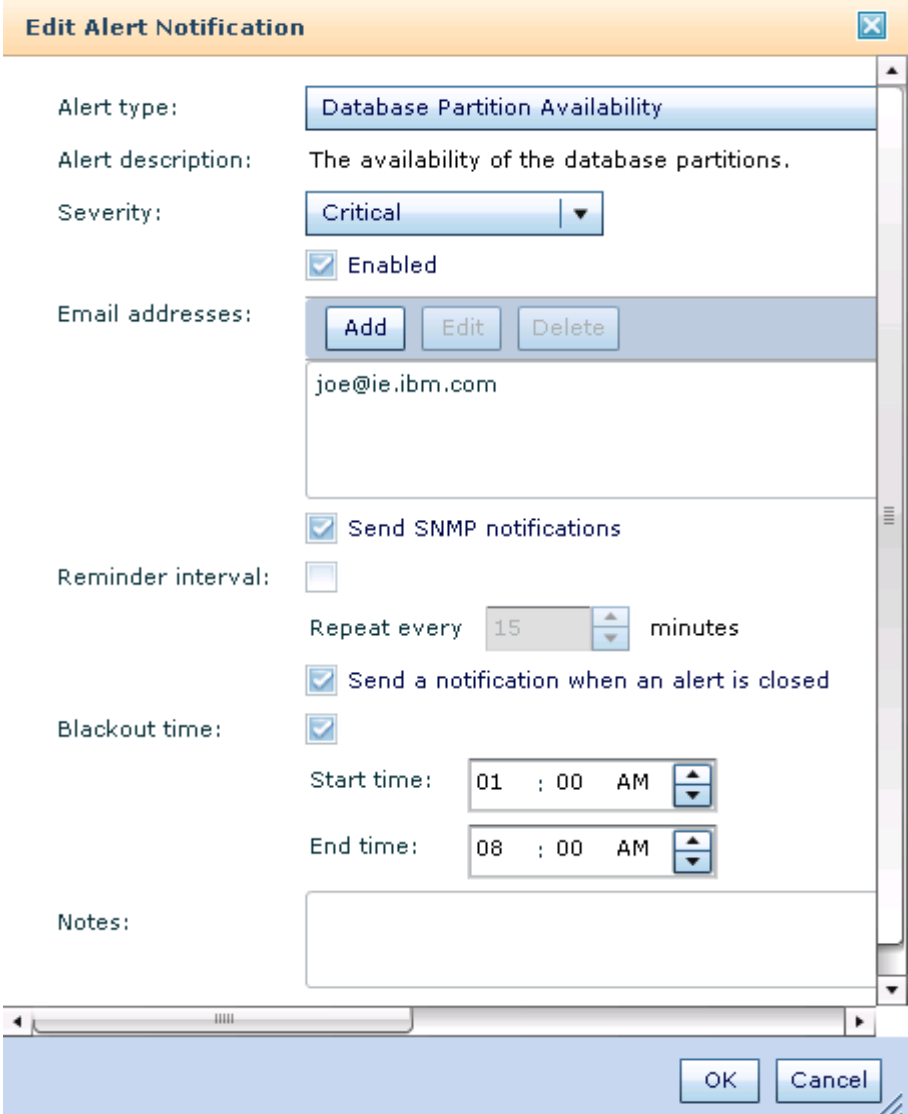 Edit Alert Notification
Alert type: Database Partition Availability
Alert description: The availability of the database partitions.
Severity: Critical
Enabled
Email addresses: Add Edit Delete
joe@ie.ibm.com
Send SNMP notifications
Reminder interval:
Repeat every 15 minutes
Send a notification when an alert is closed
Blackout time:
Start time: 01 : 00 AM
End time: 08 : 00 AM
Notes:
OK Cancel